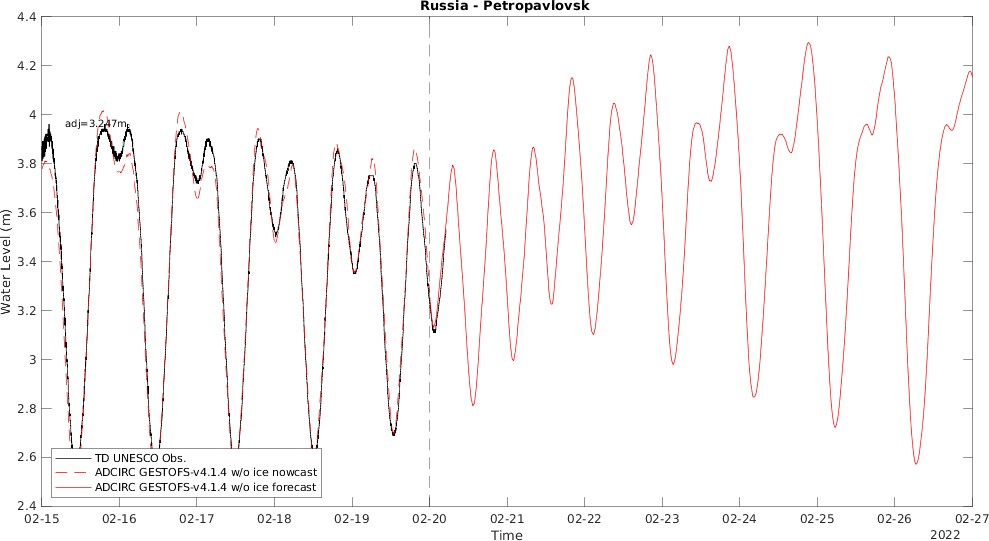 Russia - Petropavlovsk
4.4
4.2
4
3.8
3.6
3.4
3.2
3
2.8
2.6
2.4
Water Level (m)
adj=3.247m
TD UNESCO Obs.
ADCIRC GESTOFS-v4.1.4 w/o ice nowcast
ADCIRC GESTOFS-v4.1.4 w/o ice forecast
02-15 02-16 02-17 02-18 02-19 02-20 02-21 02-22 02-23 02-24 02-25 02-26 02-27
Time
2022